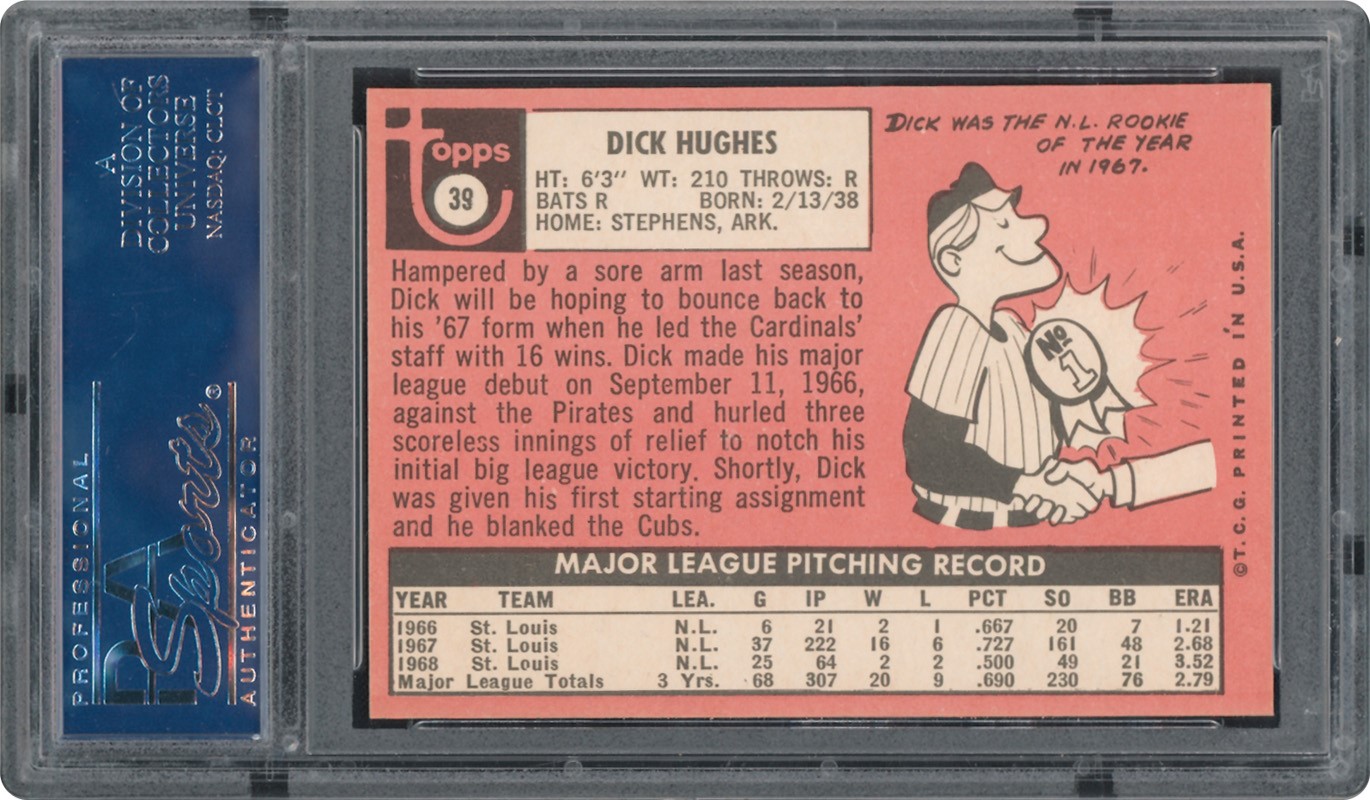 A
DIVISION OF
COLLECTORS
UNIVERSE
NASDAQ: CLCT
PROFESSIONAL
PSA
Sports®
AUTHENTICATOR
topps
39
DICK HUGHES
HT: 6'3" WT: 210 THROWS: R
BATS R BORN: 2/13/38
HOME: STEPHENS, ARK.
DICK WAS THE N.L. ROOKIE
OF THE YEAR
IN 1967.
No
1
Hampered by a sore arm last season,
Dick will be hoping to bounce back to
his '67 form when he led the Cardinals'
staff with 16 wins. Dick made his major
league debut on September 11, 1966,
against the Pirates and hurled three
scoreless innings of relief to notch his
initial big league victory. Shortly, Dick
was given his first starting assignment
and he blanked the Cubs.
©T.C.G. PRINTED IN U.S.A.
MAJOR LEAGUE PITCHING RECORD
YEAR TEAM LEA. G IP W L PCT SO BB ERA
1966 St. Louis N.L. 6 21 2 1 .667 20 7 1.21
1967 St. Louis N.L. 37 222 16 6 .727 161 48 2.68
1968 St. Louis N.L. 25 64 2 2 .500 49 21 3.52
Major League Totals 3 Yrs. 68 307 20 9 .690 230 76 2.79